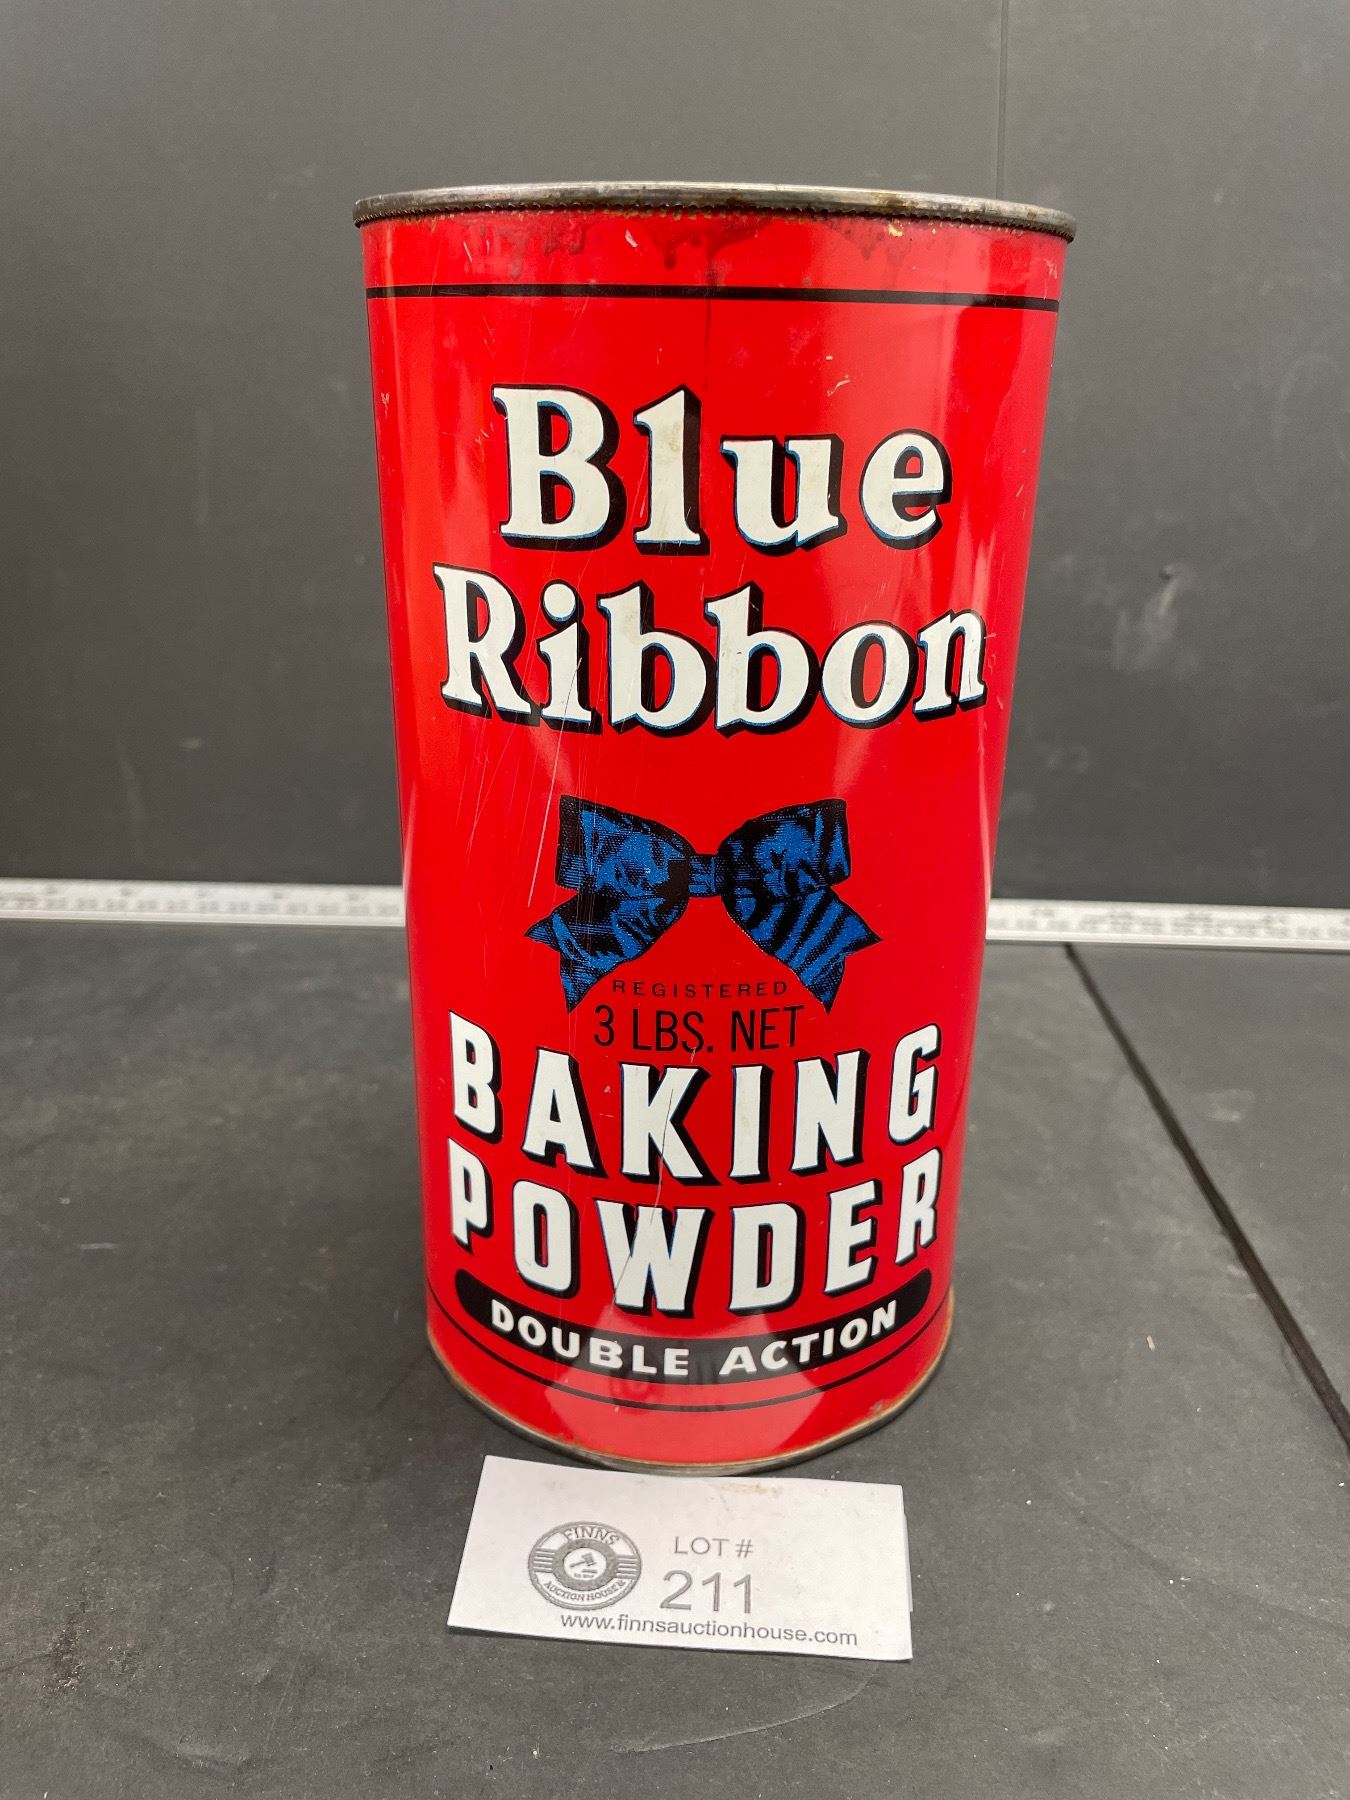 Blue
Ribbon
REGISTERED
3 LBS. NET
BAKING
POWDER
DOUBLE ACTION
FINNS
AUCTION HOUSE
LOT #
211
www.finnsauctionhouse.com